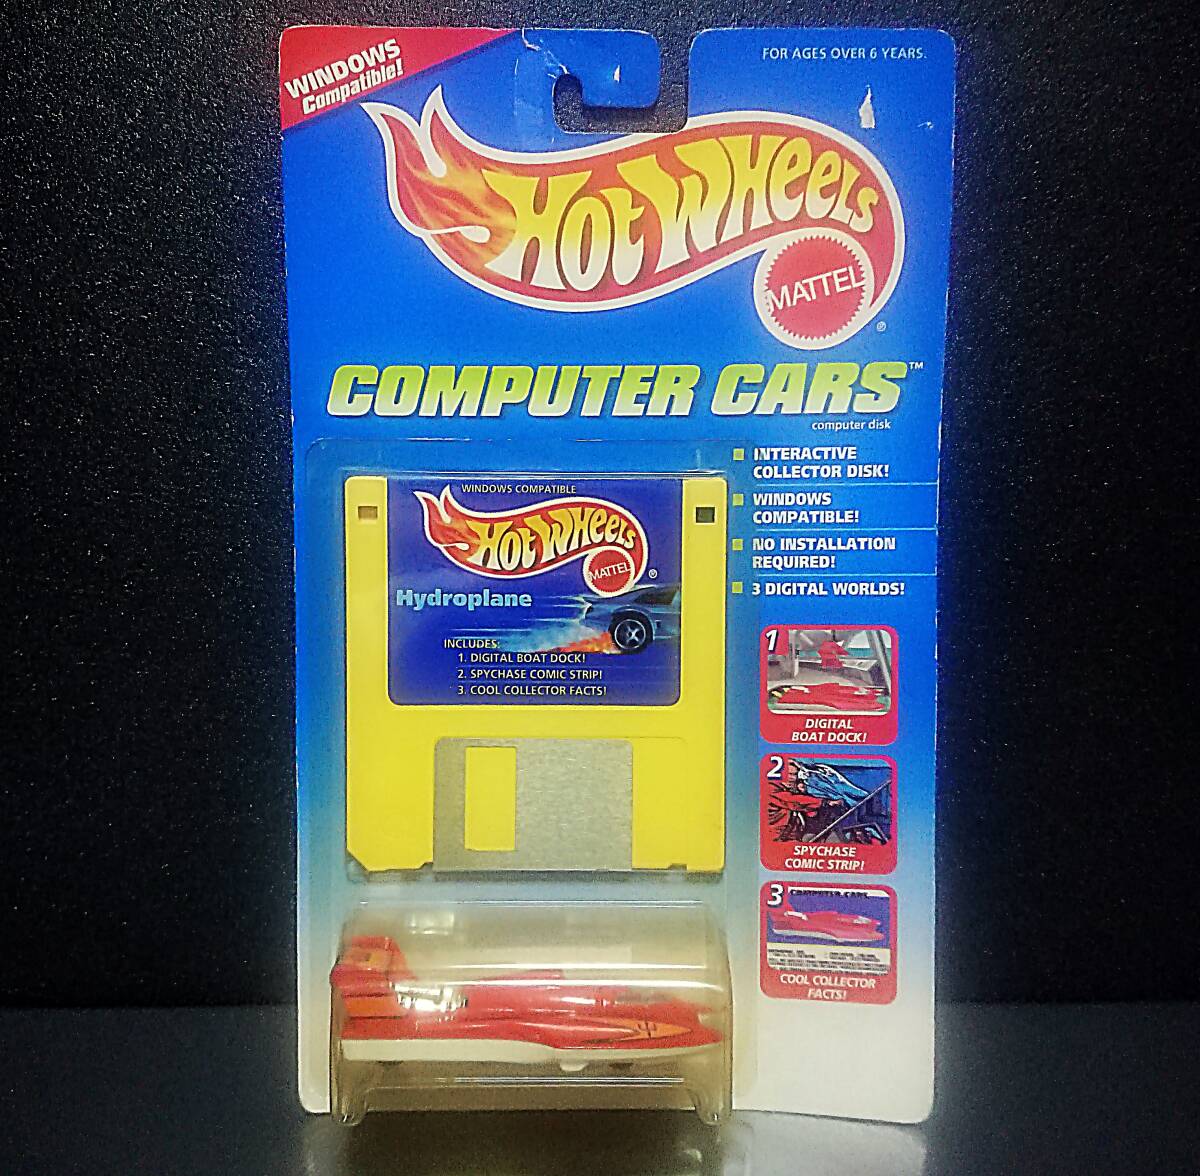 WINDOWS
Compatible!
FOR AGES OVER 6 YEARS.
HOT WHEELS
MATTEL
®
COMPUTER CARS™
computer disk
INTERACTIVE
COLLECTOR DISK!
WINDOWS
COMPATIBLE!
NO INSTALLATION
REQUIRED!
3 DIGITAL WORLDS!
WINDOWS COMPATIBLE
HOT WHEELS
MATTEL
®
Hydroplane
INCLUDES:
1. DIGITAL BOAT DOCK!
2. SPYCHASE COMIC STRIP!
3. COOL COLLECTOR FACTS!
1
DIGITAL
BOAT DOCK!
2
SPYCHASE
COMIC STRIP!
3
COMPUTER CARS
COOL COLLECTOR
FACTS!